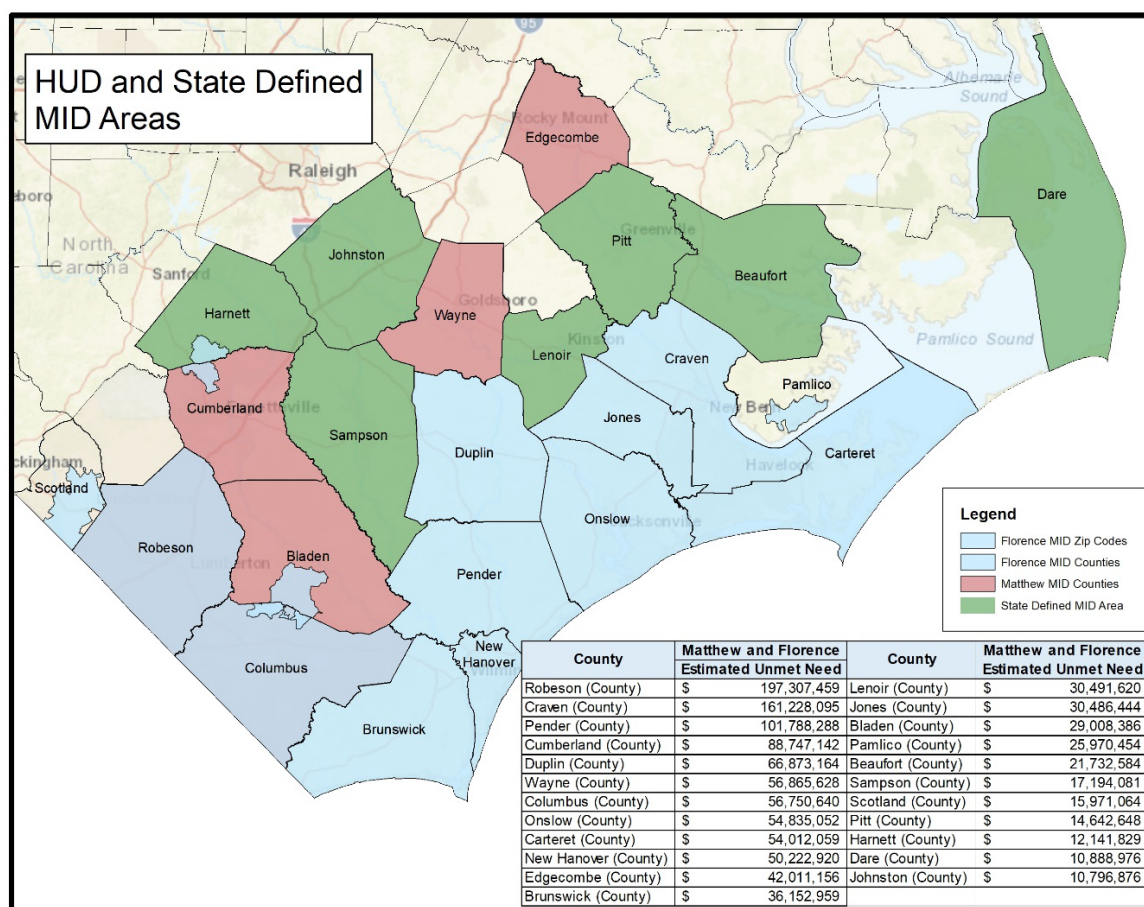 HUD and State Defined
MID Areas
95
Albemarle
Sound
Rocky Mount
Edgecombe
Raleigh
Dare
North
Carolina
Sanford
Johnston
Pitt
Greenville
Beaufort
Harnett
Goldsboro
Wayne
Kinston
Lenoir
Craven
Pamlico Sound
Pamlico
Cumberland
Sampson
Duplin
Jones
New Bern
Carteret
Havelock
Scotland
Robeson
Bladen
Onslow
Pender
Columbus
New
Hanover
Brunswick
Legend
Florence MID Zip Codes
Florence MID Counties
Matthew MID Counties
State Defined MID Area
County Matthew and Florence Estimated Unmet Need County Matthew and Florence Estimated Unmet Need
Robeson (County) $ 197,307,459 Lenoir (County) $ 30,491,620
Craven (County) $ 161,228,095 Jones (County) $ 30,486,444
Pender (County) $ 101,788,288 Bladen (County) $ 29,008,386
Cumberland (County) $ 88,747,142 Pamlico (County) $ 25,970,454
Duplin (County) $ 66,873,164 Beaufort (County) $ 21,732,584
Wayne (County) $ 56,865,628 Sampson (County) $ 17,194,081
Columbus (County) $ 56,750,640 Scotland (County) $ 15,971,064
Onslow (County) $ 54,835,052 Pitt (County) $ 14,642,648
Carteret (County) $ 54,012,059 Harnett (County) $ 12,141,829
New Hanover (County) $ 50,222,920 Dare (County) $ 10,888,976
Edgecombe (County) $ 42,011,156 Johnston (County) $ 10,796,876
Brunswick (County) $ 36,152,959